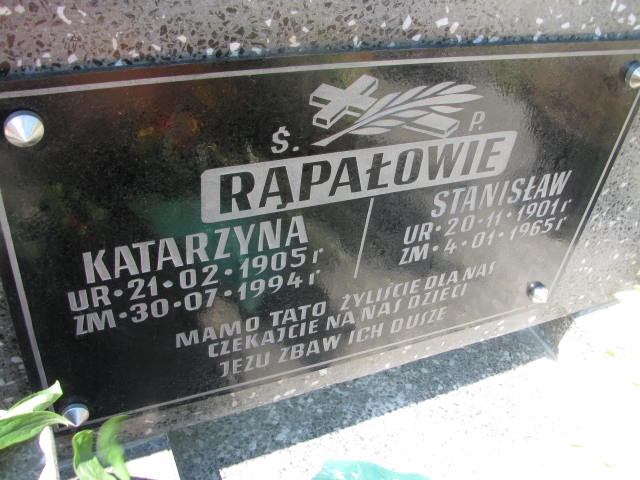 Ś. P.
RĄPAŁOWIE
KATARZYNA
UR·21·02·1905r
ZM·30·07·1994r
STANISŁAW
UR·20·11·1901r
ZM·4·01·1965r
MAMO TATO ŻYLIŚCIE DLA NAS
CZEKAJCIE NA NAS DZIECI
JEZU ZBAW ICH DUSZE